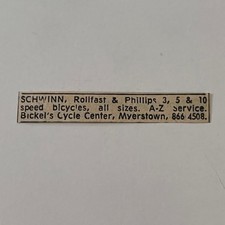 SCHWINN, Rollfast & Phillips 3, 5 & 10
speed bicycles, all sizes. A-Z Service.
Bickel's Cycle Center, Myerstown, 866 4508.